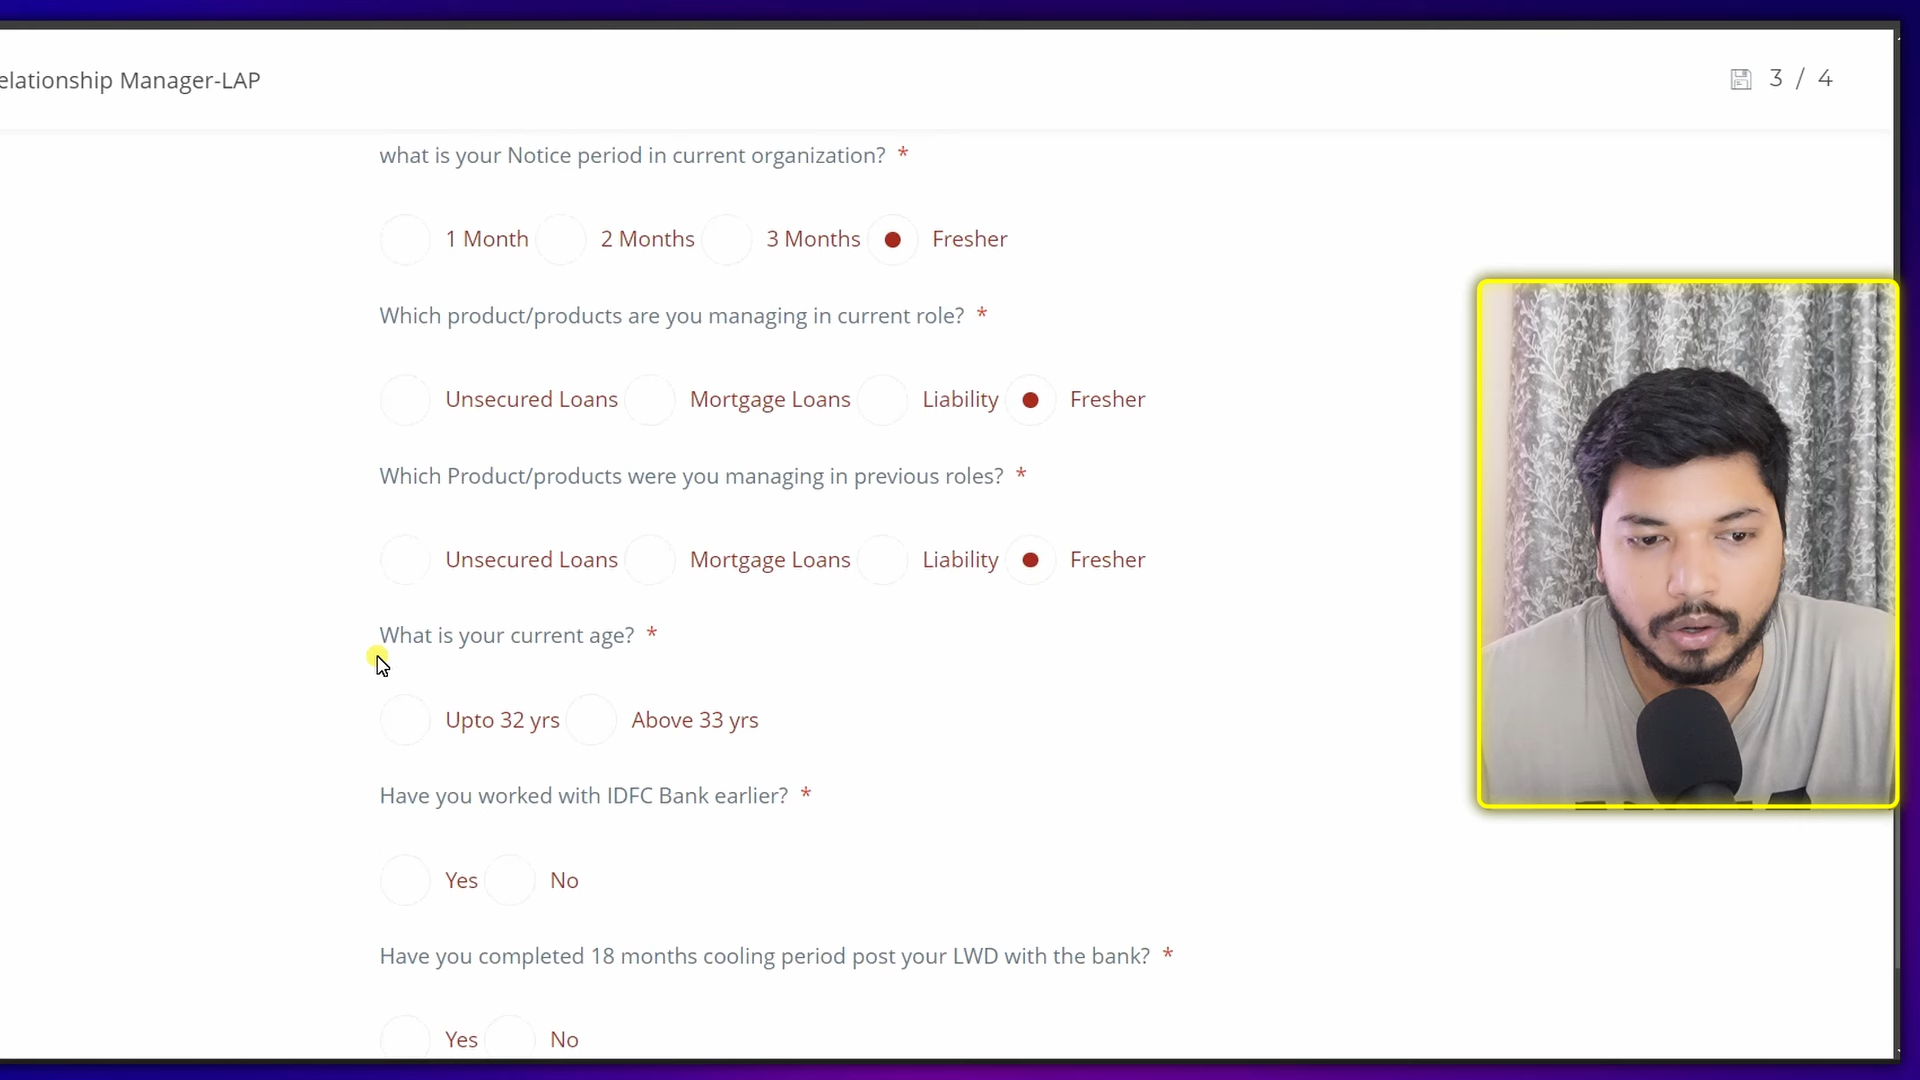 elationship Manager-LAP
3 / 4
what is your Notice period in current organization? *
1 Month 2 Months 3 Months Fresher
Which product/products are you managing in current role? *
Unsecured Loans Mortgage Loans Liability Fresher
Which Product/products were you managing in previous roles? *
Unsecured Loans Mortgage Loans Liability Fresher
What is your current age? *
Upto 32 yrs Above 33 yrs
Have you worked with IDFC Bank earlier? *
Yes No
Have you completed 18 months cooling period post your LWD with the bank? *
Yes No